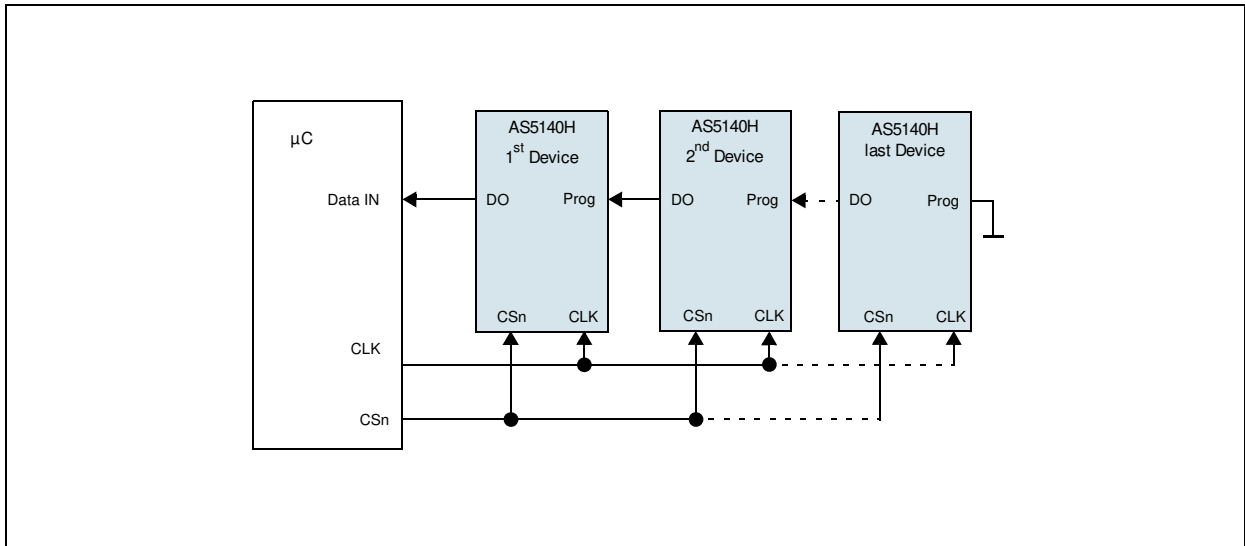 µC
Data IN
CLK
CSn
AS5140H
1st Device
DO
Prog
CSn
CLK
AS5140H
2nd Device
DO
Prog
CSn
CLK
AS5140H
last Device
DO
Prog
CSn
CLK